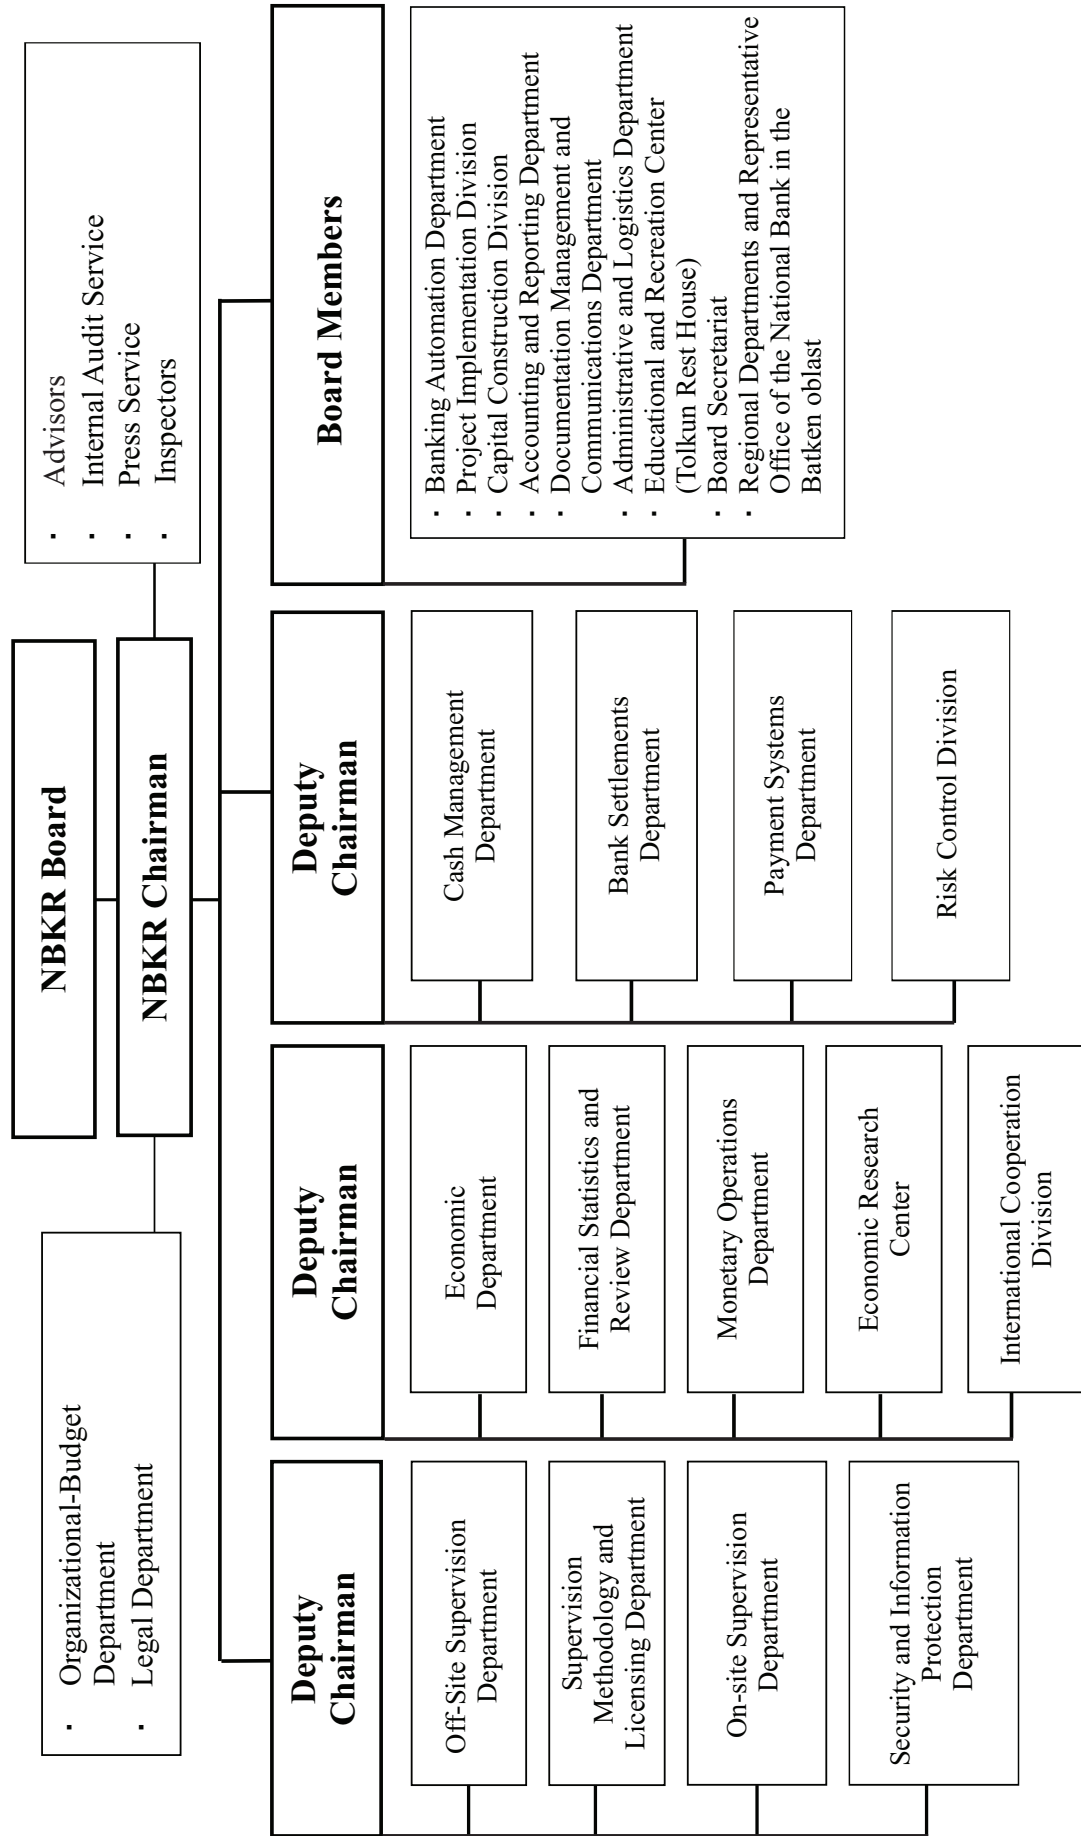 NBKR Board
NBKR Chairman
· Organizational-Budget
Department
· Legal Department
· Advisors
· Internal Audit Service
· Press Service
· Inspectors
Deputy
Chairman
Off-Site Supervision
Department
Supervision
Methodology and
Licensing Department
On-site Supervision
Department
Security and Information
Protection
Department
Deputy
Chairman
Economic
Department
Financial Statistics and
Review Department
Monetary Operations
Department
Economic Research
Center
International Cooperation
Division
Deputy
Chairman
Cash Management
Department
Bank Settlements
Department
Payment Systems
Department
Risk Control Division
Board Members
· Banking Automation Department
· Project Implementation Division
· Capital Construction Division
· Accounting and Reporting Department
· Documentation Management and
Communications Department
· Administrative and Logistics Department
· Educational and Recreation Center
(Tolkun Rest House)
· Board Secretariat
· Regional Departments and Representative
Office of the National Bank in the
Batken oblast